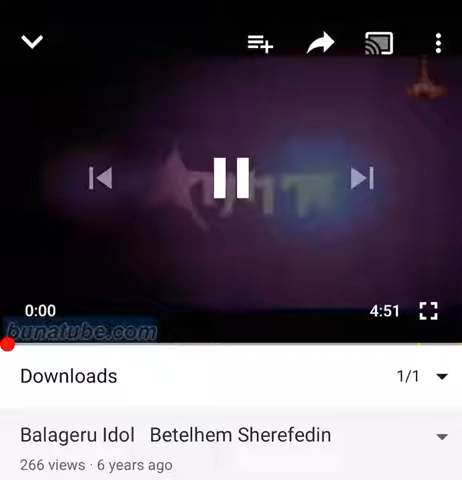 0:00
4:51
bunatube.com
Downloads
1/1
Balageru Idol Betelhem Sherefedin
266 views · 6 years ago